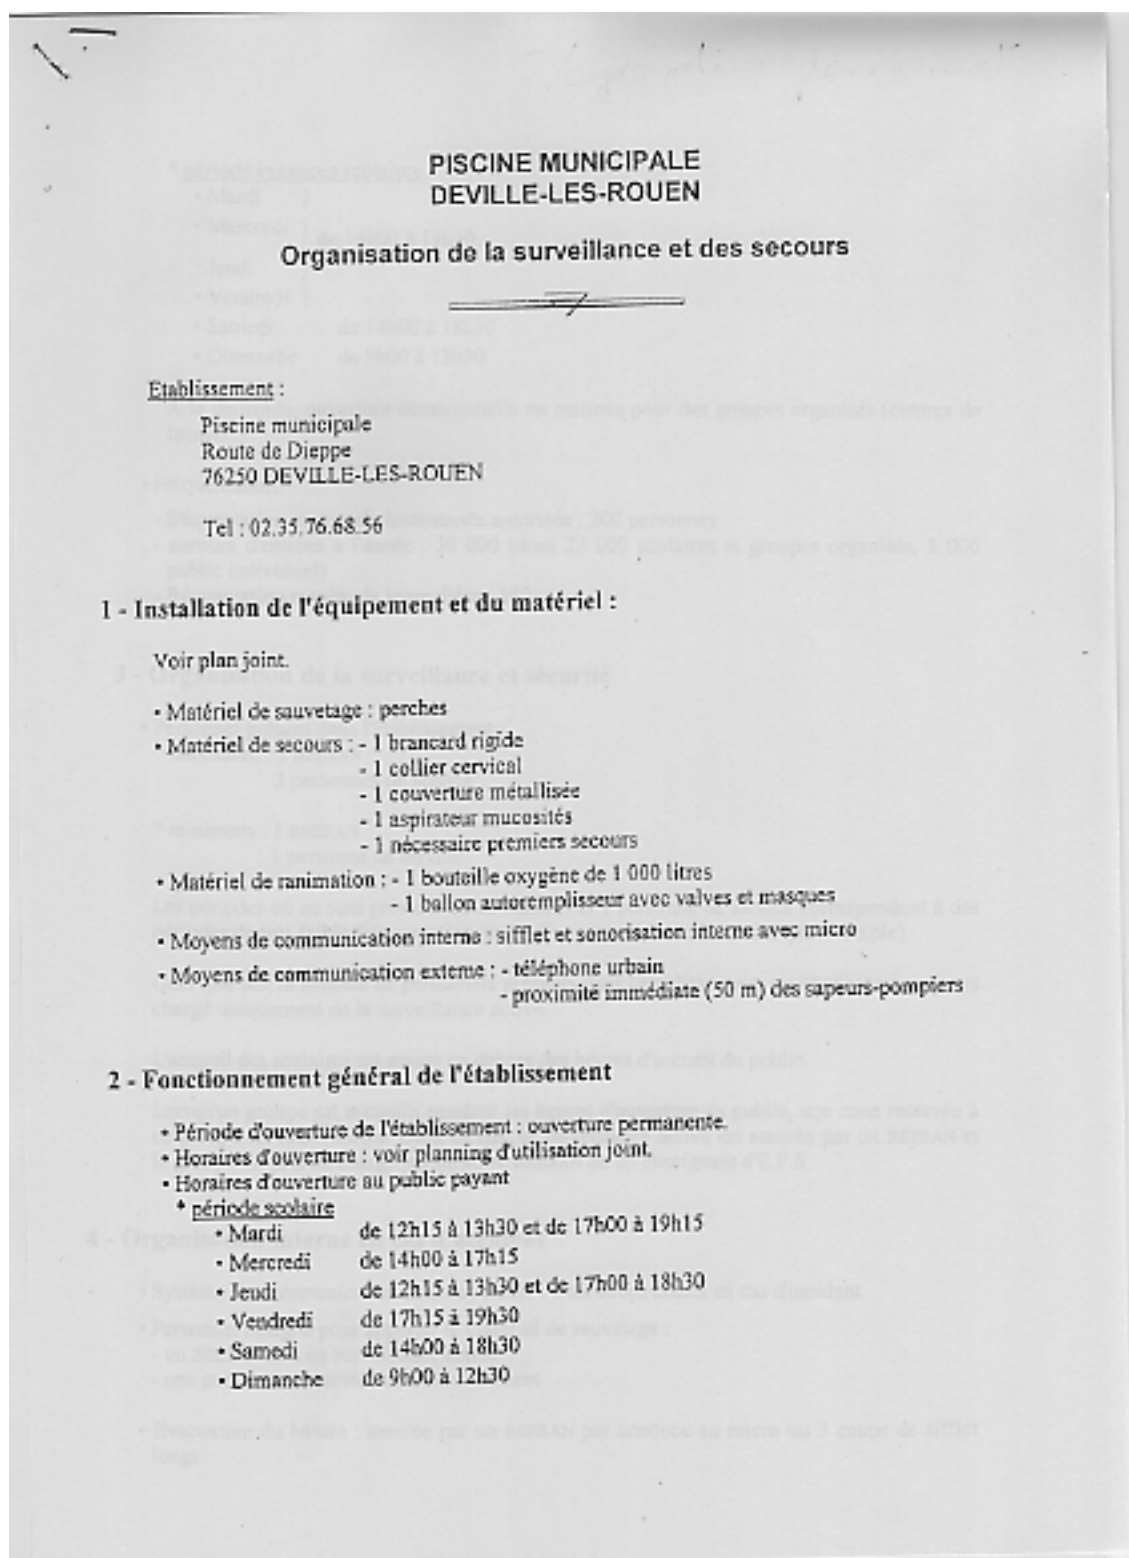 PISCINE MUNICIPALE
DEVILLE-LES-ROUEN
Organisation de la surveillance et des secours
Etablissement :
Piscine municipale
Route de Dieppe
76250 DEVILLE-LES-ROUEN
Tel : 02.35.76.68.56
1 - Installation de l'équipement et du matériel :
Voir plan joint.
• Matériel de sauvetage : perches
• Matériel de secours : - 1 brancard rigide
- 1 collier cervical
- 1 couverture métallisée
- 1 aspirateur mucosités
- 1 nécessaire premiers secours
• Matériel de ranimation : - 1 bouteille oxygène de 1 000 litres
- 1 ballon autoremplisseur avec valves et masques
• Moyens de communication interne : sifflet et sonorisation interne avec micro
• Moyens de communication externe : - téléphone urbain
- proximité immédiate (50 m) des sapeurs-pompiers
2 - Fonctionnement général de l'établissement
• Période d'ouverture de l'établissement : ouverture permanente.
• Horaires d'ouverture : voir planning d'utilisation joint.
• Horaires d'ouverture au public payant
* période scolaire
• Mardi de 12h15 à 13h30 et de 17h00 à 19h15
• Mercredi de 14h00 à 17h15
• Jeudi de 12h15 à 13h30 et de 17h00 à 18h30
• Vendredi de 17h15 à 19h30
• Samedi de 14h00 à 18h30
• Dimanche de 9h00 à 12h30